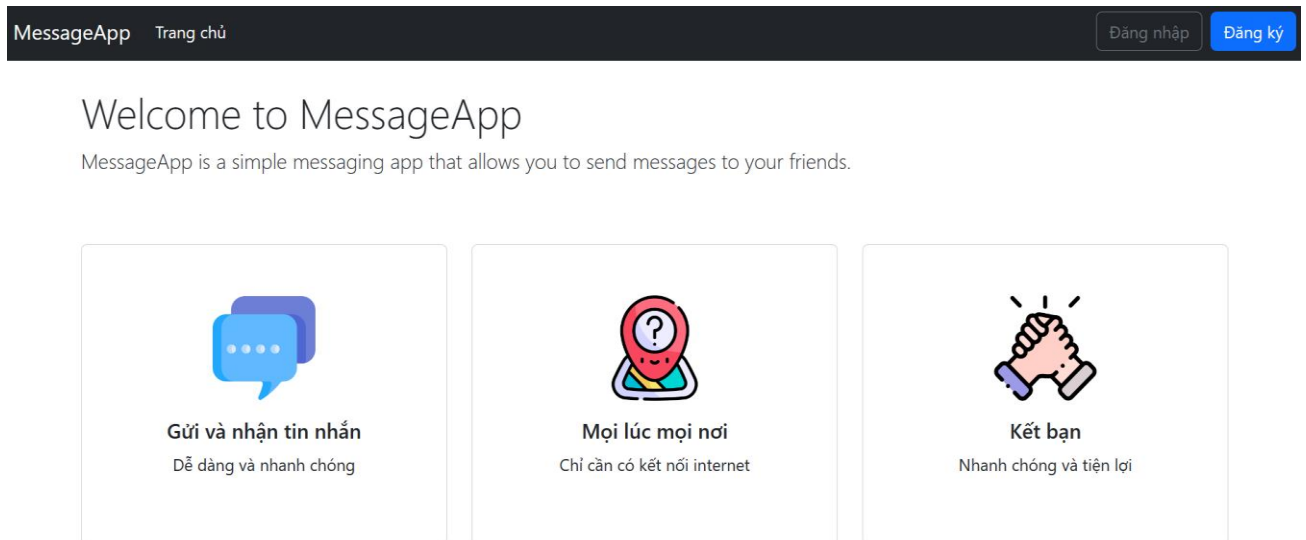 MessageApp Trang chủ Đăng nhập Đăng ký
Welcome to MessageApp
MessageApp is a simple messaging app that allows you to send messages to your friends.
Gửi và nhận tin nhắn
Dễ dàng và nhanh chóng
Mọi lúc mọi nơi
Chỉ cần có kết nối internet
Kết bạn
Nhanh chóng và tiện lợi